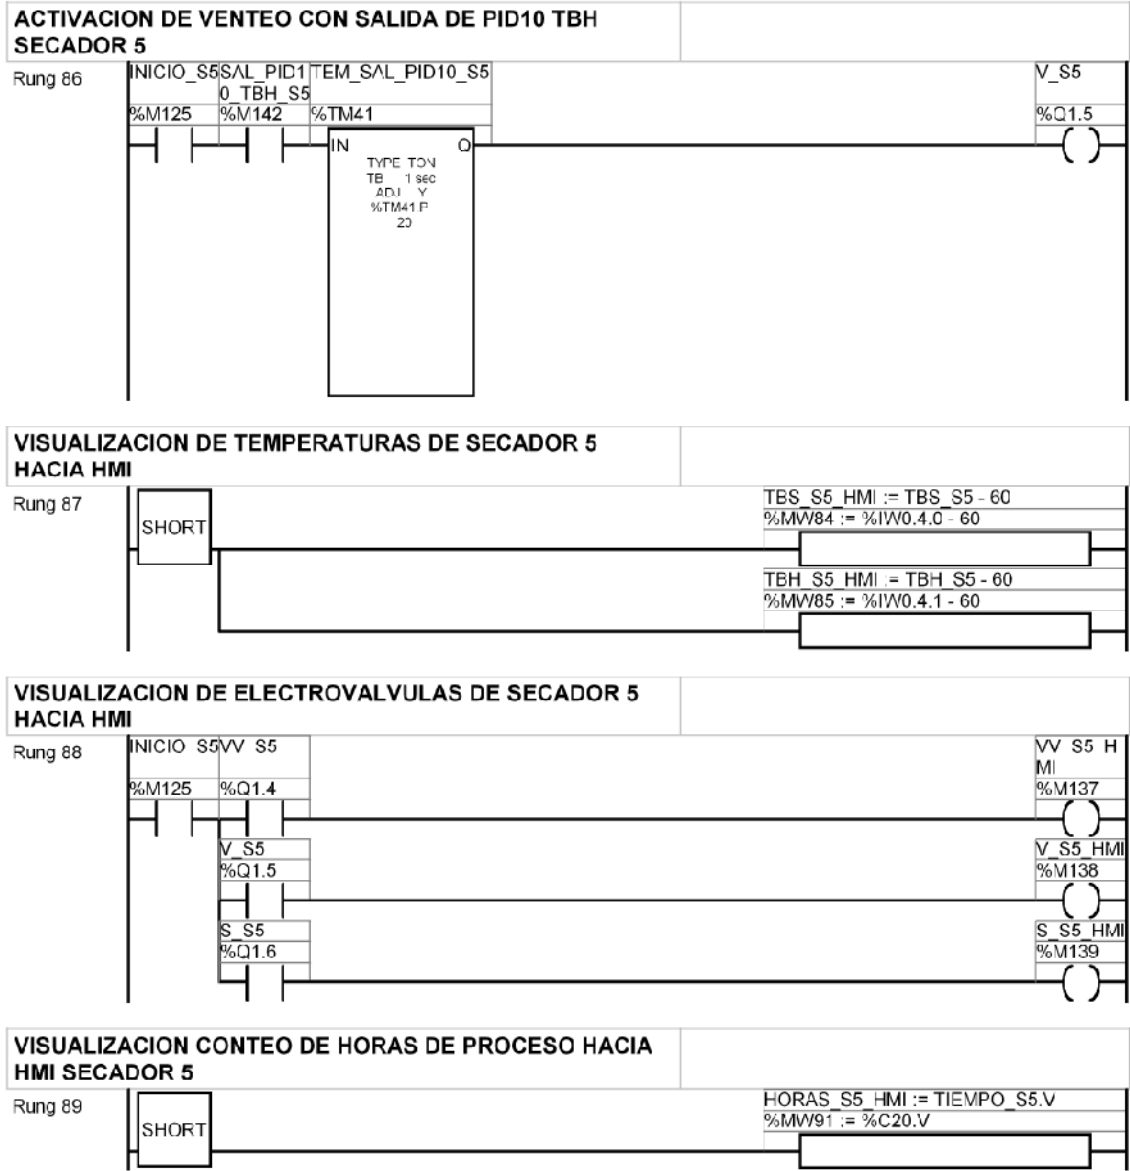 ACTIVACION DE VENTEO CON SALIDA DE PID10 TBH
SECADOR 5
Rung 86
INICIO_S5 SAL_PID1 TEM_SAL_PID10_S5 V_S5
0_TBH_S5
%M125 %M142 %TM41 %Q1.5
IN Q
TYPE TON
TB 1 sec
ADJ Y
%TM41.P
20
VISUALIZACION DE TEMPERATURAS DE SECADOR 5
HACIA HMI
Rung 87
SHORT
TBS_S5_HMI := TBS_S5 - 60
%MW84 := %IW0.4.0 - 60
TBH_S5_HMI := TBH_S5 - 60
%MW85 := %IW0.4.1 - 60
VISUALIZACION DE ELECTROVALVULAS DE SECADOR 5
HACIA HMI
Rung 88
INICIO_S5 VV_S5 VV_S5_H
MI
%M125 %Q1.4 %M137
V_S5 V_S5_HMI
%Q1.5 %M138
S_S5 S_S5_HMI
%Q1.6 %M139
VISUALIZACION CONTEO DE HORAS DE PROCESO HACIA
HMI SECADOR 5
Rung 89
SHORT
HORAS_S5_HMI := TIEMPO_S5.V
%MW91 := %C20.V